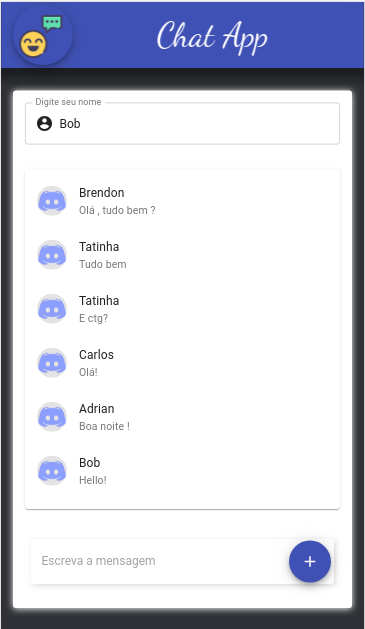 Chat App
Digite seu nome
Bob
Brendon
Olá , tudo bem ?
Tatinha
Tudo bem
Tatinha
E ctg?
Carlos
Olá!
Adrian
Boa noite !
Bob
Hello!
Escreva a mensagem